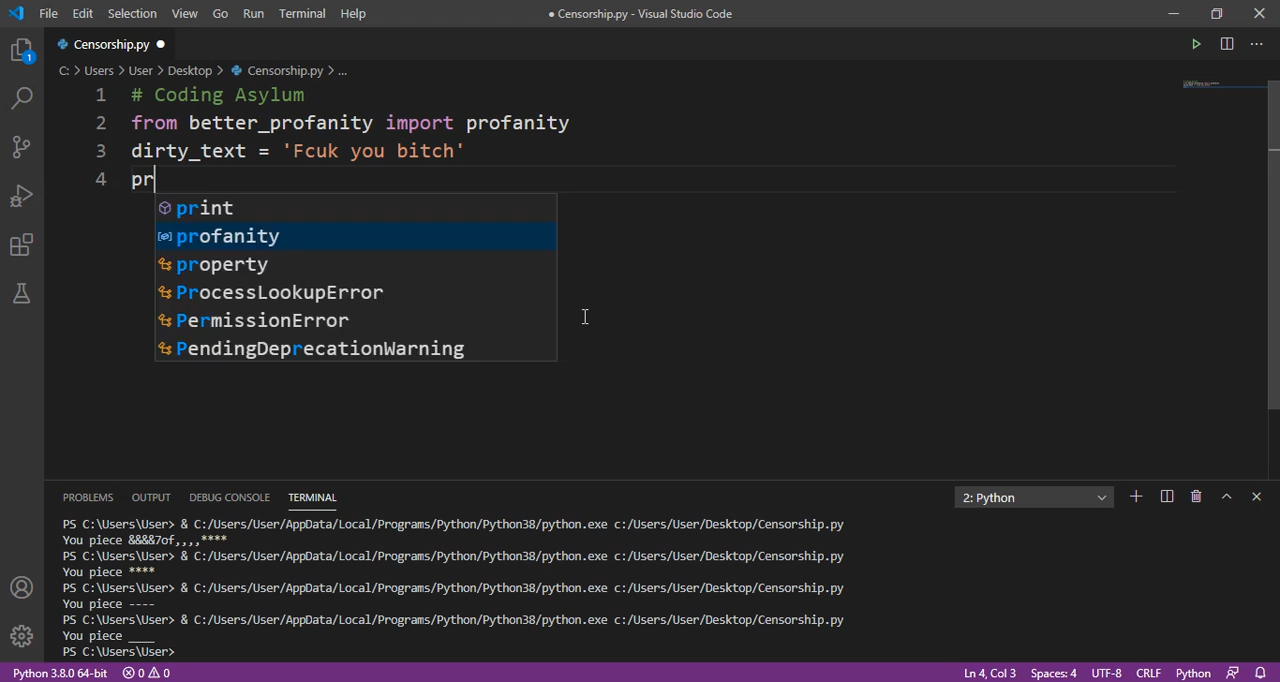 File Edit Selection View Go Run Terminal Help
● Censorship.py - Visual Studio Code
Censorship.py ●
C: > Users > User > Desktop > Censorship.py > ...
1 # Coding Asylum
2 from better_profanity import profanity
3 dirty_text = 'Fcuk you bitch'
4 pr
print
profanity
property
ProcessLookupError
PermissionError
PendingDeprecationWarning
1
PROBLEMS OUTPUT DEBUG CONSOLE TERMINAL
2: Python
PS C:\Users\User> & C:/Users/User/AppData/Local/Programs/Python/Python38/python.exe c:/Users/User/Desktop/Censorship.py
You piece &&&&7of,,,,****
PS C:\Users\User> & C:/Users/User/AppData/Local/Programs/Python/Python38/python.exe c:/Users/User/Desktop/Censorship.py
You piece ****
PS C:\Users\User> & C:/Users/User/AppData/Local/Programs/Python/Python38/python.exe c:/Users/User/Desktop/Censorship.py
You piece ----
PS C:\Users\User> & C:/Users/User/AppData/Local/Programs/Python/Python38/python.exe c:/Users/User/Desktop/Censorship.py
You piece ____
PS C:\Users\User>
Python 3.8.0 64-bit 0 0
Ln 4, Col 3 Spaces: 4 UTF-8 CRLF Python